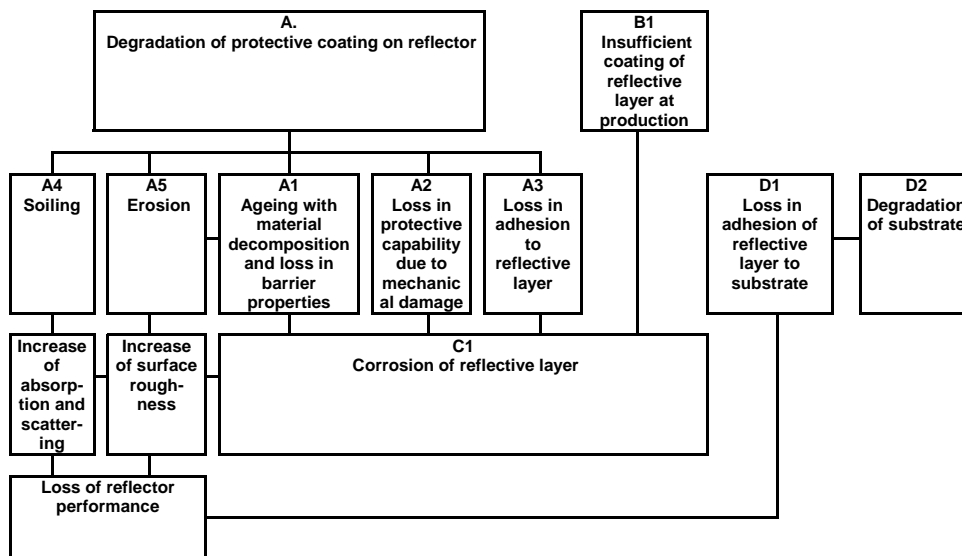 A.
Degradation of protective coating on reflector
B1
Insufficient
coating of
reflective
layer at
production
A4
Soiling
A5
Erosion
A1
Ageing with
material
decomposition
and loss in
barrier
properties
A2
Loss in
protective
capability
due to
mechanic
al damage
A3
Loss in
adhesion
to
reflective
layer
D1
Loss in
adhesion of
reflective
layer to
substrate
D2
Degradation
of substrate
Increase
of
absorp-
tion and
scatter-
ing
Increase
of surface
rough-
ness
C1
Corrosion of reflective layer
Loss of reflector
performance